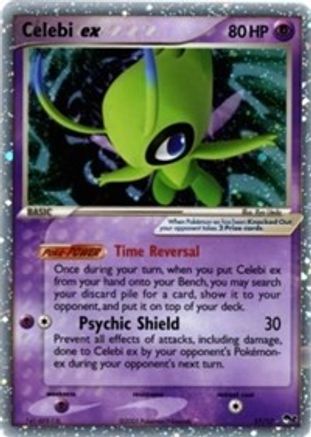 Celebi ex 80 HP
BASIC
When Pokémon-ex has been Knocked Out
your opponent takes 2 Prize cards.
POKé-POWER Time Reversal
Once during your turn, when you put Celebi ex
from your hand onto your Bench, you may search
your discard pile for a card, show it to your
opponent, and put it on top of your deck.
Psychic Shield 30
Prevent all effects of attacks, including damage,
done to Celebi ex by your opponent's Pokémon-
ex during your opponent's next turn.
weakness resistance retreat cost